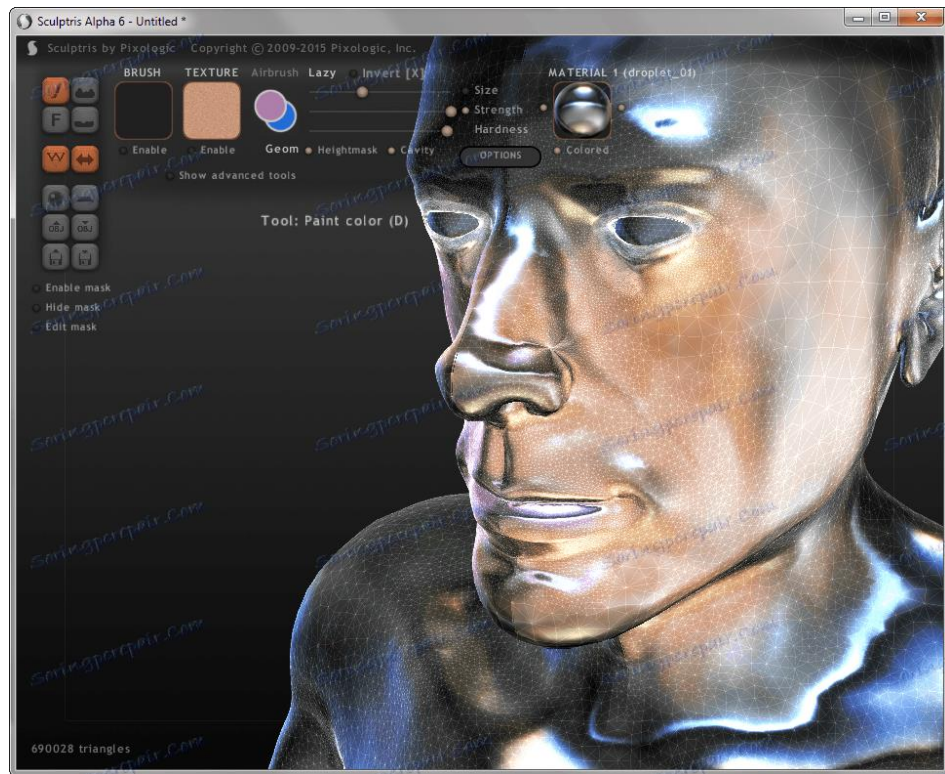 Sculptris Alpha 6 - Untitled *
Sculptris by Pixologic Copyright © 2009-2015 Pixologic, Inc.
BRUSH TEXTURE Airbrush Lazy Invert [X] MATERIAL 1 (droplet_01)
Size
Strength
Hardness
Enable Enable Geom Heightmask Cavity OPTIONS Colored
Show advanced tools
F
Tool: Paint color (D)
OBJ OBJ
Enable mask
Hide mask
Edit mask
690028 triangles